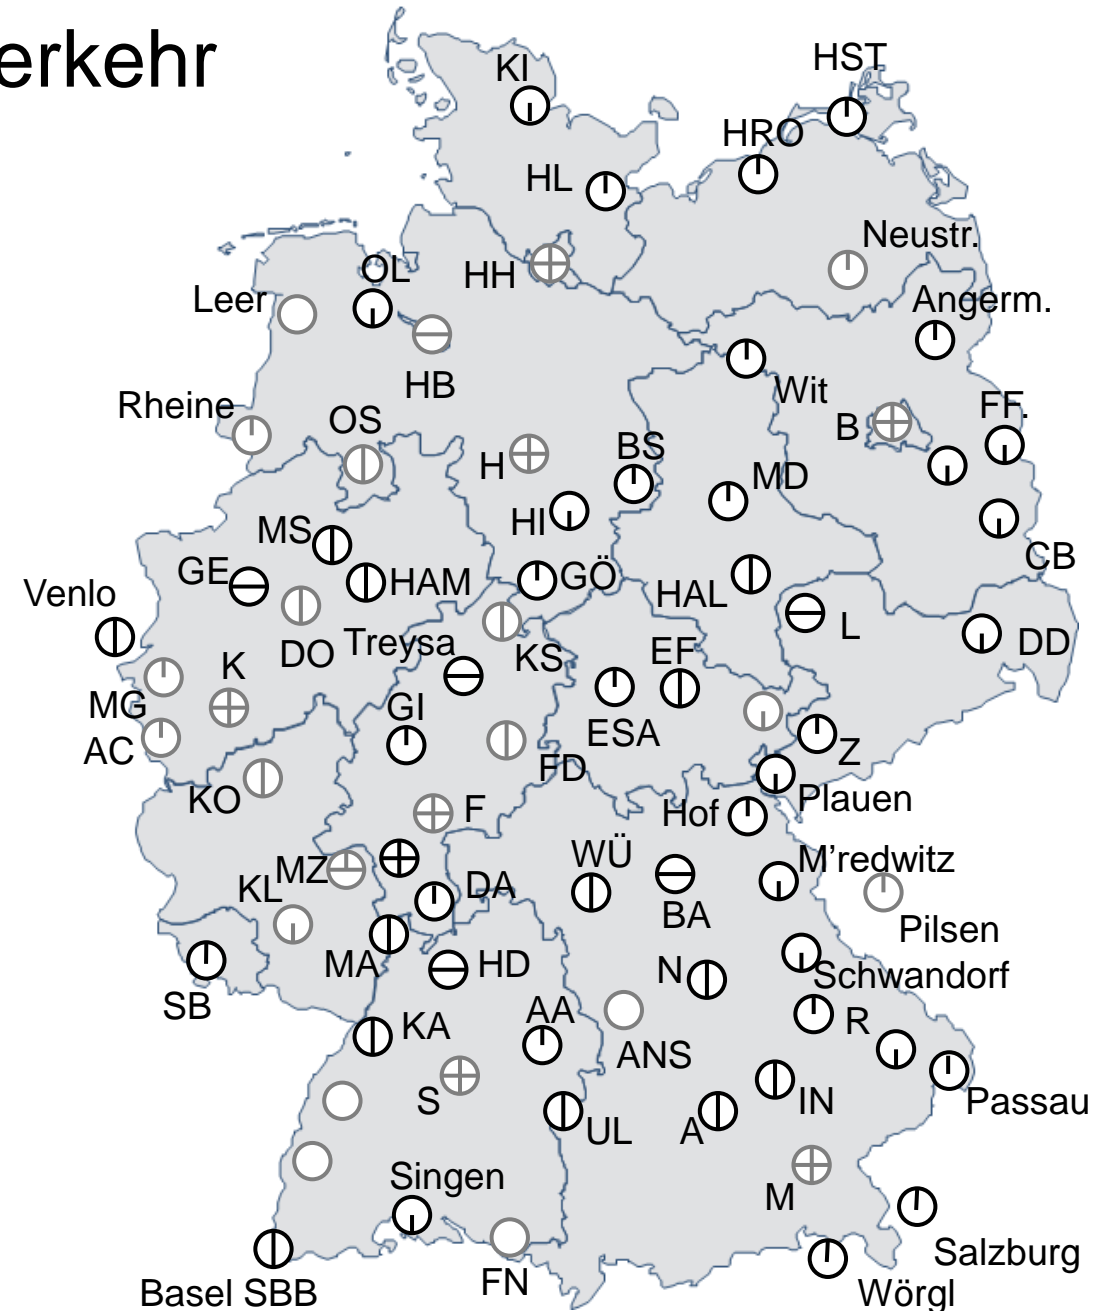 erkehr
KI
HST
HRO
HL
Neustr.
HH
OL
Leer
Angerm.
HB
Wit
Rheine
OS
FF.
B
BS
H
MD
HI
MS
CB
GE
HAM
GÖ
Venlo
HAL
L
DO
Treysa
KS
EF
DD
K
MG
GI
ESA
AC
Z
FD
KO
Plauen
F
Hof
WÜ
M'redwitz
MZ
KL
DA
BA
Pilsen
MA
HD
N
Schwandorf
SB
AA
R
KA
ANS
S
IN
Passau
UL
A
Singen
M
Salzburg
FN
Basel SBB
Wörgl